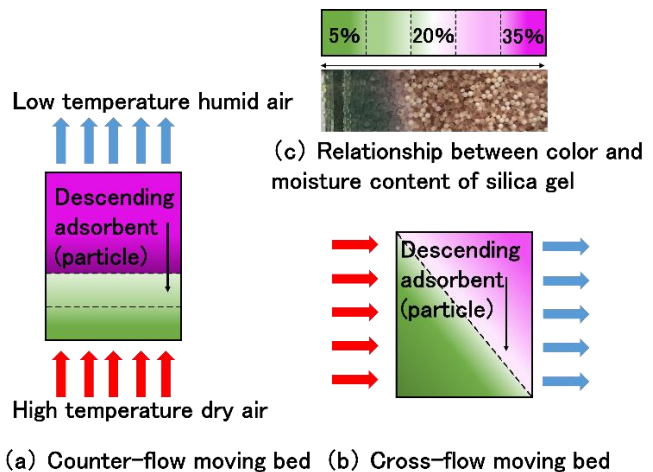 5% 20% 35%
Low temperature humid air
(c) Relationship between color and
moisture content of silica gel
Descending
adsorbent
(particle)
Descending
adsorbent
(particle)
High temperature dry air
(a) Counter-flow moving bed (b) Cross-flow moving bed